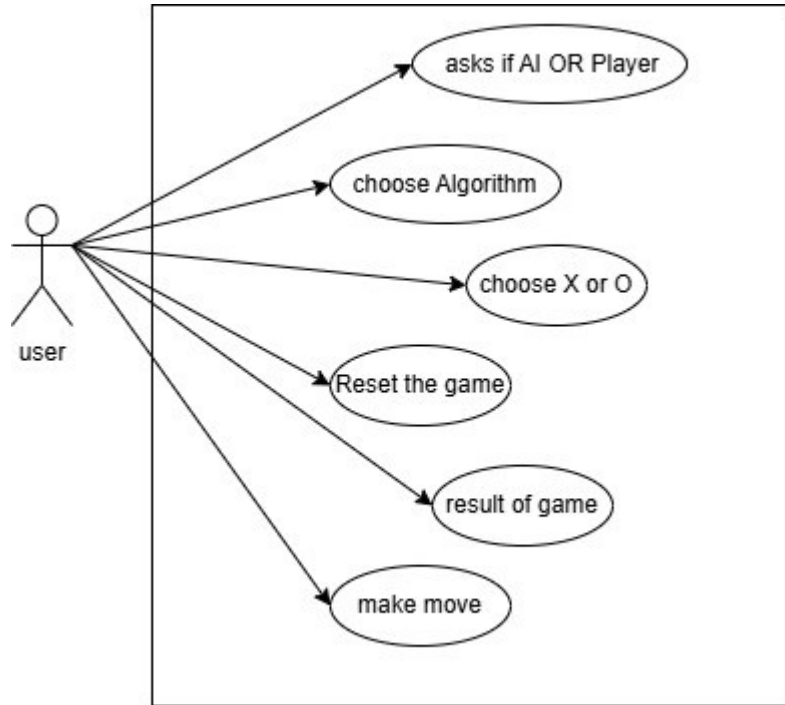 asks if AI OR Player
choose Algorithm
choose X or O
user
Reset the game
result of game
make move